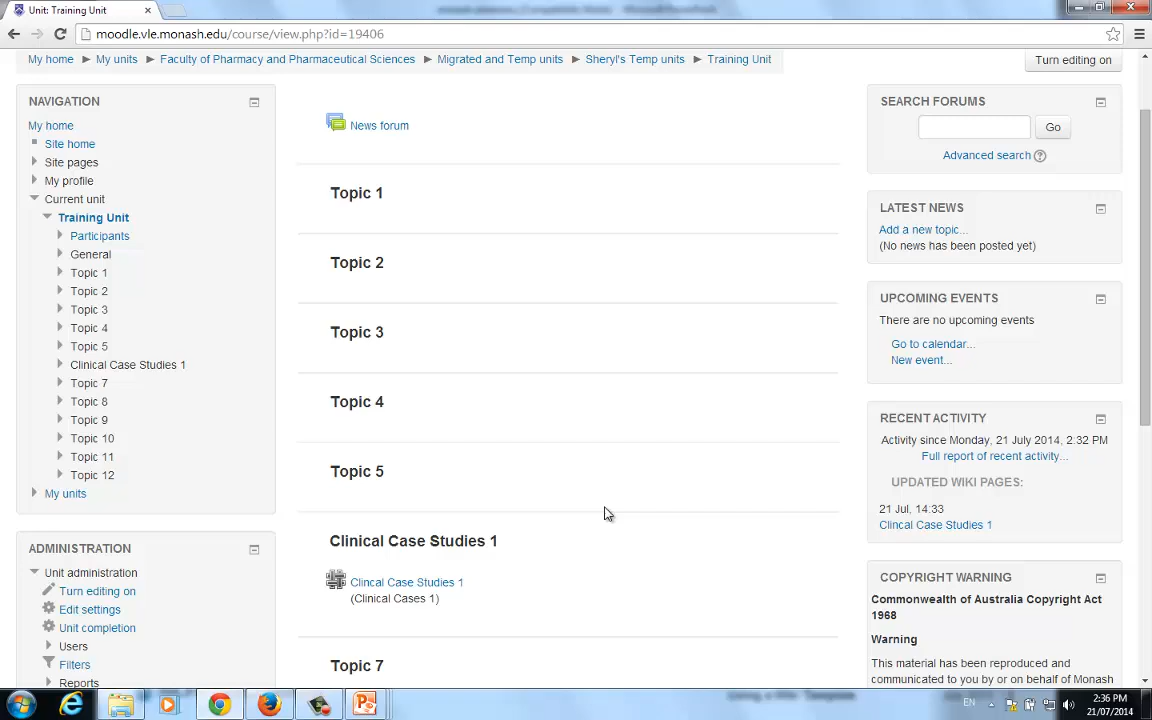 Unit: Training Unit
moodle.vle.monash.edu/course/view.php?id=19406
My home ► My units ► Faculty of Pharmacy and Pharmaceutical Sciences ► Migrated and Temp units ► Sheryl's Temp units ► Training Unit
Turn editing on
NAVIGATION
My home
Site home
Site pages
My profile
Current unit
Training Unit
Participants
General
Topic 1
Topic 2
Topic 3
Topic 4
Topic 5
Clinical Case Studies 1
Topic 7
Topic 8
Topic 9
Topic 10
Topic 11
Topic 12
My units
ADMINISTRATION
Unit administration
Turn editing on
Edit settings
Unit completion
Users
Filters
Reports
News forum
Topic 1
Topic 2
Topic 3
Topic 4
Topic 5
Clinical Case Studies 1
Clincal Case Studies 1
(Clinical Cases 1)
Topic 7
SEARCH FORUMS
Go
Advanced search
LATEST NEWS
Add a new topic...
(No news has been posted yet)
UPCOMING EVENTS
There are no upcoming events
Go to calendar...
New event...
RECENT ACTIVITY
Activity since Monday, 21 July 2014, 2:32 PM
Full report of recent activity...
UPDATED WIKI PAGES:
21 Jul, 14:33
Clincal Case Studies 1
COPYRIGHT WARNING
Commonwealth of Australia Copyright Act
1968
Warning
This material has been reproduced and
communicated to you by or on behalf of Monash
EN
2:36 PM
21/07/2014